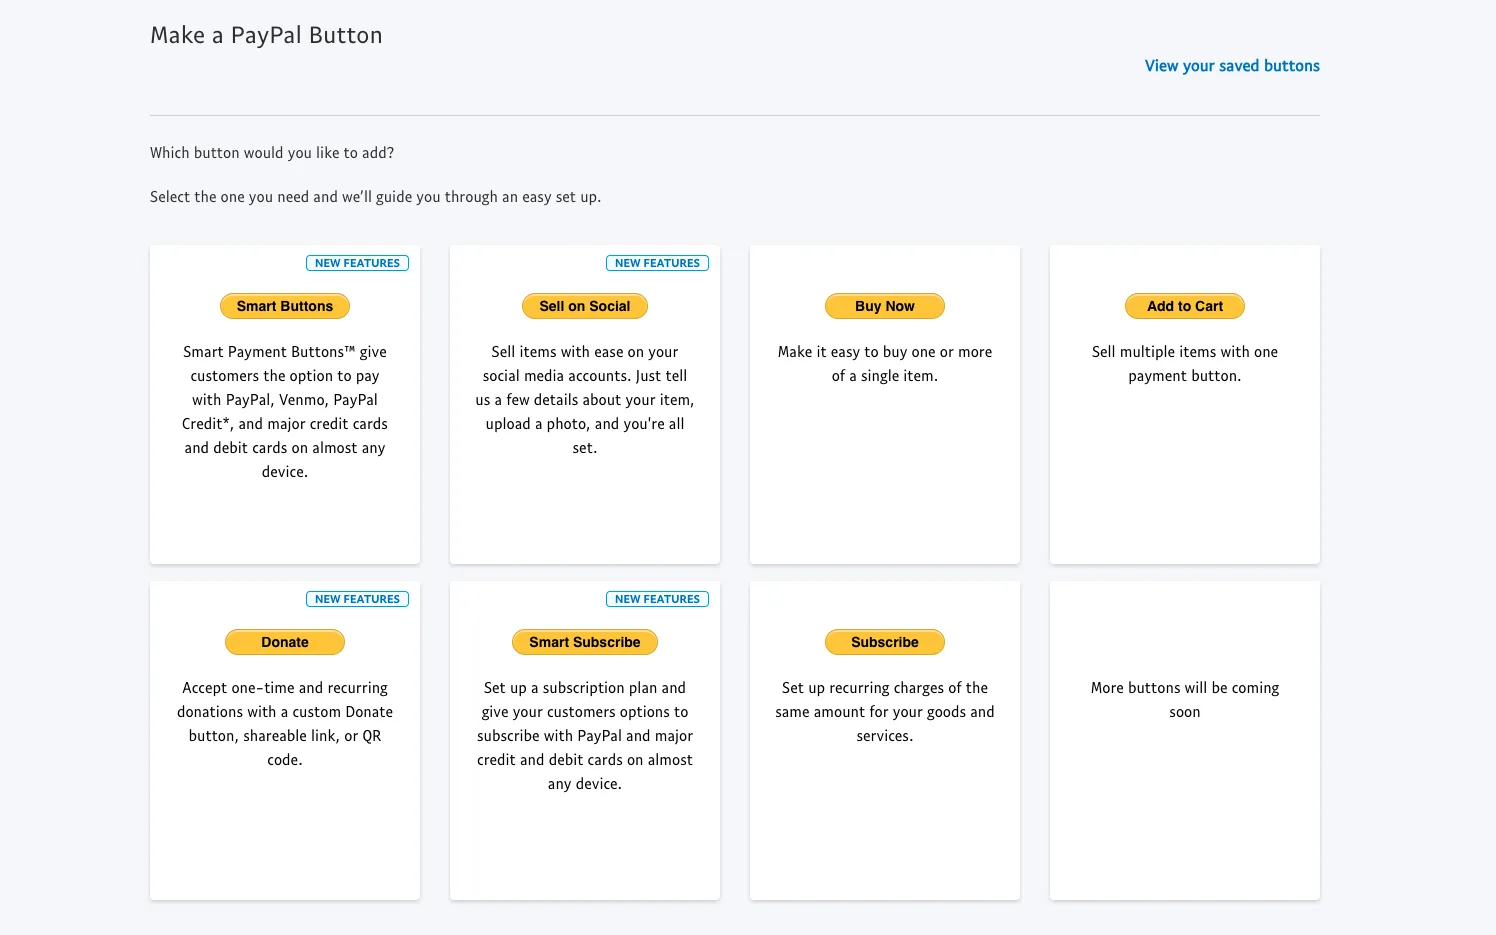 Make a PayPal Button
View your saved buttons
Which button would you like to add?
Select the one you need and we'll guide you through an easy set up.
NEW FEATURES
Smart Buttons
Smart Payment Buttons™ give
customers the option to pay
with PayPal, Venmo, PayPal
Credit*, and major credit cards
and debit cards on almost any
device.
NEW FEATURES
Sell on Social
Sell items with ease on your
social media accounts. Just tell
us a few details about your item,
upload a photo, and you're all
set.
Buy Now
Make it easy to buy one or more
of a single item.
Add to Cart
Sell multiple items with one
payment button.
NEW FEATURES
Donate
Accept one-time and recurring
donations with a custom Donate
button, shareable link, or QR
code.
NEW FEATURES
Smart Subscribe
Set up a subscription plan and
give your customers options to
subscribe with PayPal and major
credit and debit cards on almost
any device.
Subscribe
Set up recurring charges of the
same amount for your goods and
services.
More buttons will be coming
soon